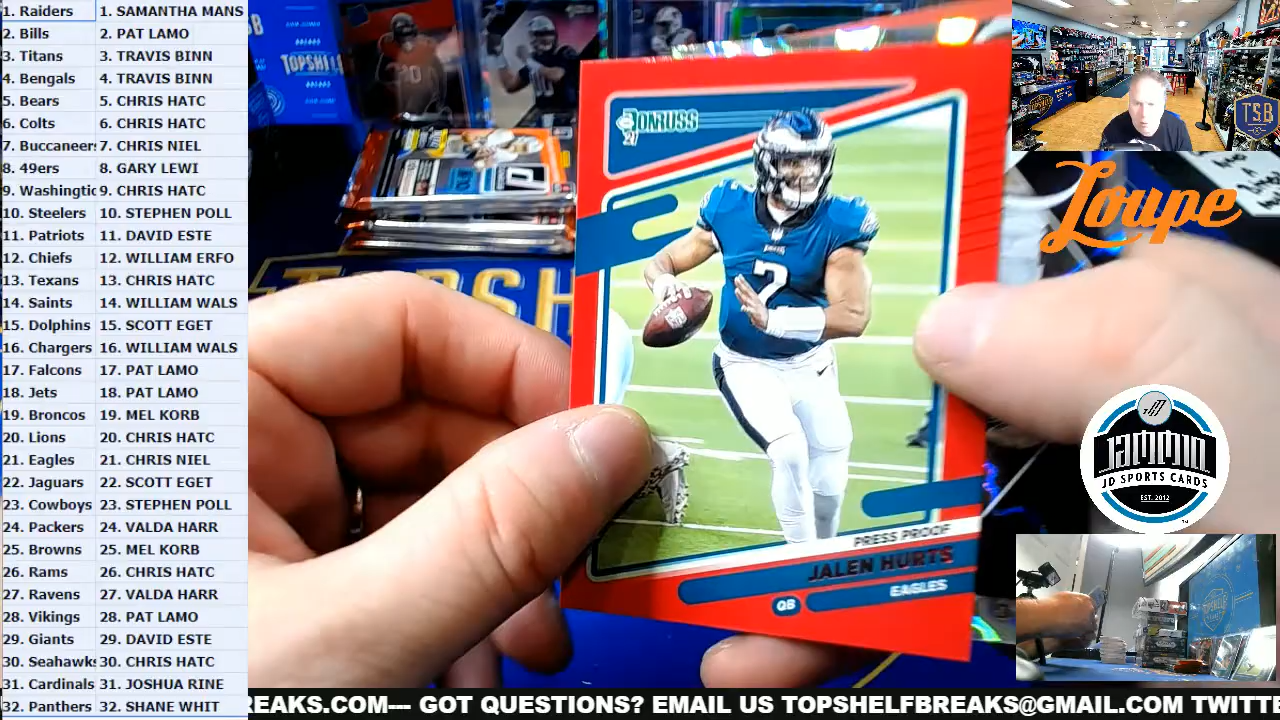 1. Raiders 1. SAMANTHA MANS
2. Bills 2. PAT LAMO
3. Titans 3. TRAVIS BINN
4. Bengals 4. TRAVIS BINN
5. Bears 5. CHRIS HATC
6. Colts 6. CHRIS HATC
7. Buccaneers 7. CHRIS NIEL
8. 49ers 8. GARY LEWI
9. Washingtic 9. CHRIS HATC
10. Steelers 10. STEPHEN POLL
11. Patriots 11. DAVID ESTE
12. Chiefs 12. WILLIAM ERFO
13. Texans 13. CHRIS HATC
14. Saints 14. WILLIAM WALS
15. Dolphins 15. SCOTT EGET
16. Chargers 16. WILLIAM WALS
17. Falcons 17. PAT LAMO
18. Jets 18. PAT LAMO
19. Broncos 19. MEL KORB
20. Lions 20. CHRIS HATC
21. Eagles 21. CHRIS NIEL
22. Jaguars 22. SCOTT EGET
23. Cowboys 23. STEPHEN POLL
24. Packers 24. VALDA HARR
25. Browns 25. MEL KORB
26. Rams 26. CHRIS HATC
27. Ravens 27. VALDA HARR
28. Vikings 28. PAT LAMO
29. Giants 29. DAVID ESTE
30. Seahawks 30. CHRIS HATC
31. Cardinals 31. JOSHUA RINE
32. Panthers 32. SHANE WHIT
TOPSHELF
BREAKS
DONRUSS
21
2
PRESS PROOF
JALEN HURTS
EAGLES
QB
TOPSH
TSB
Loupe
JAMMIN
JD SPORTS CARDS
EST. 2012
REAKS.COM--- GOT QUESTIONS? EMAIL US TOPSHELFBREAKS@GMAIL.COM TWITTE